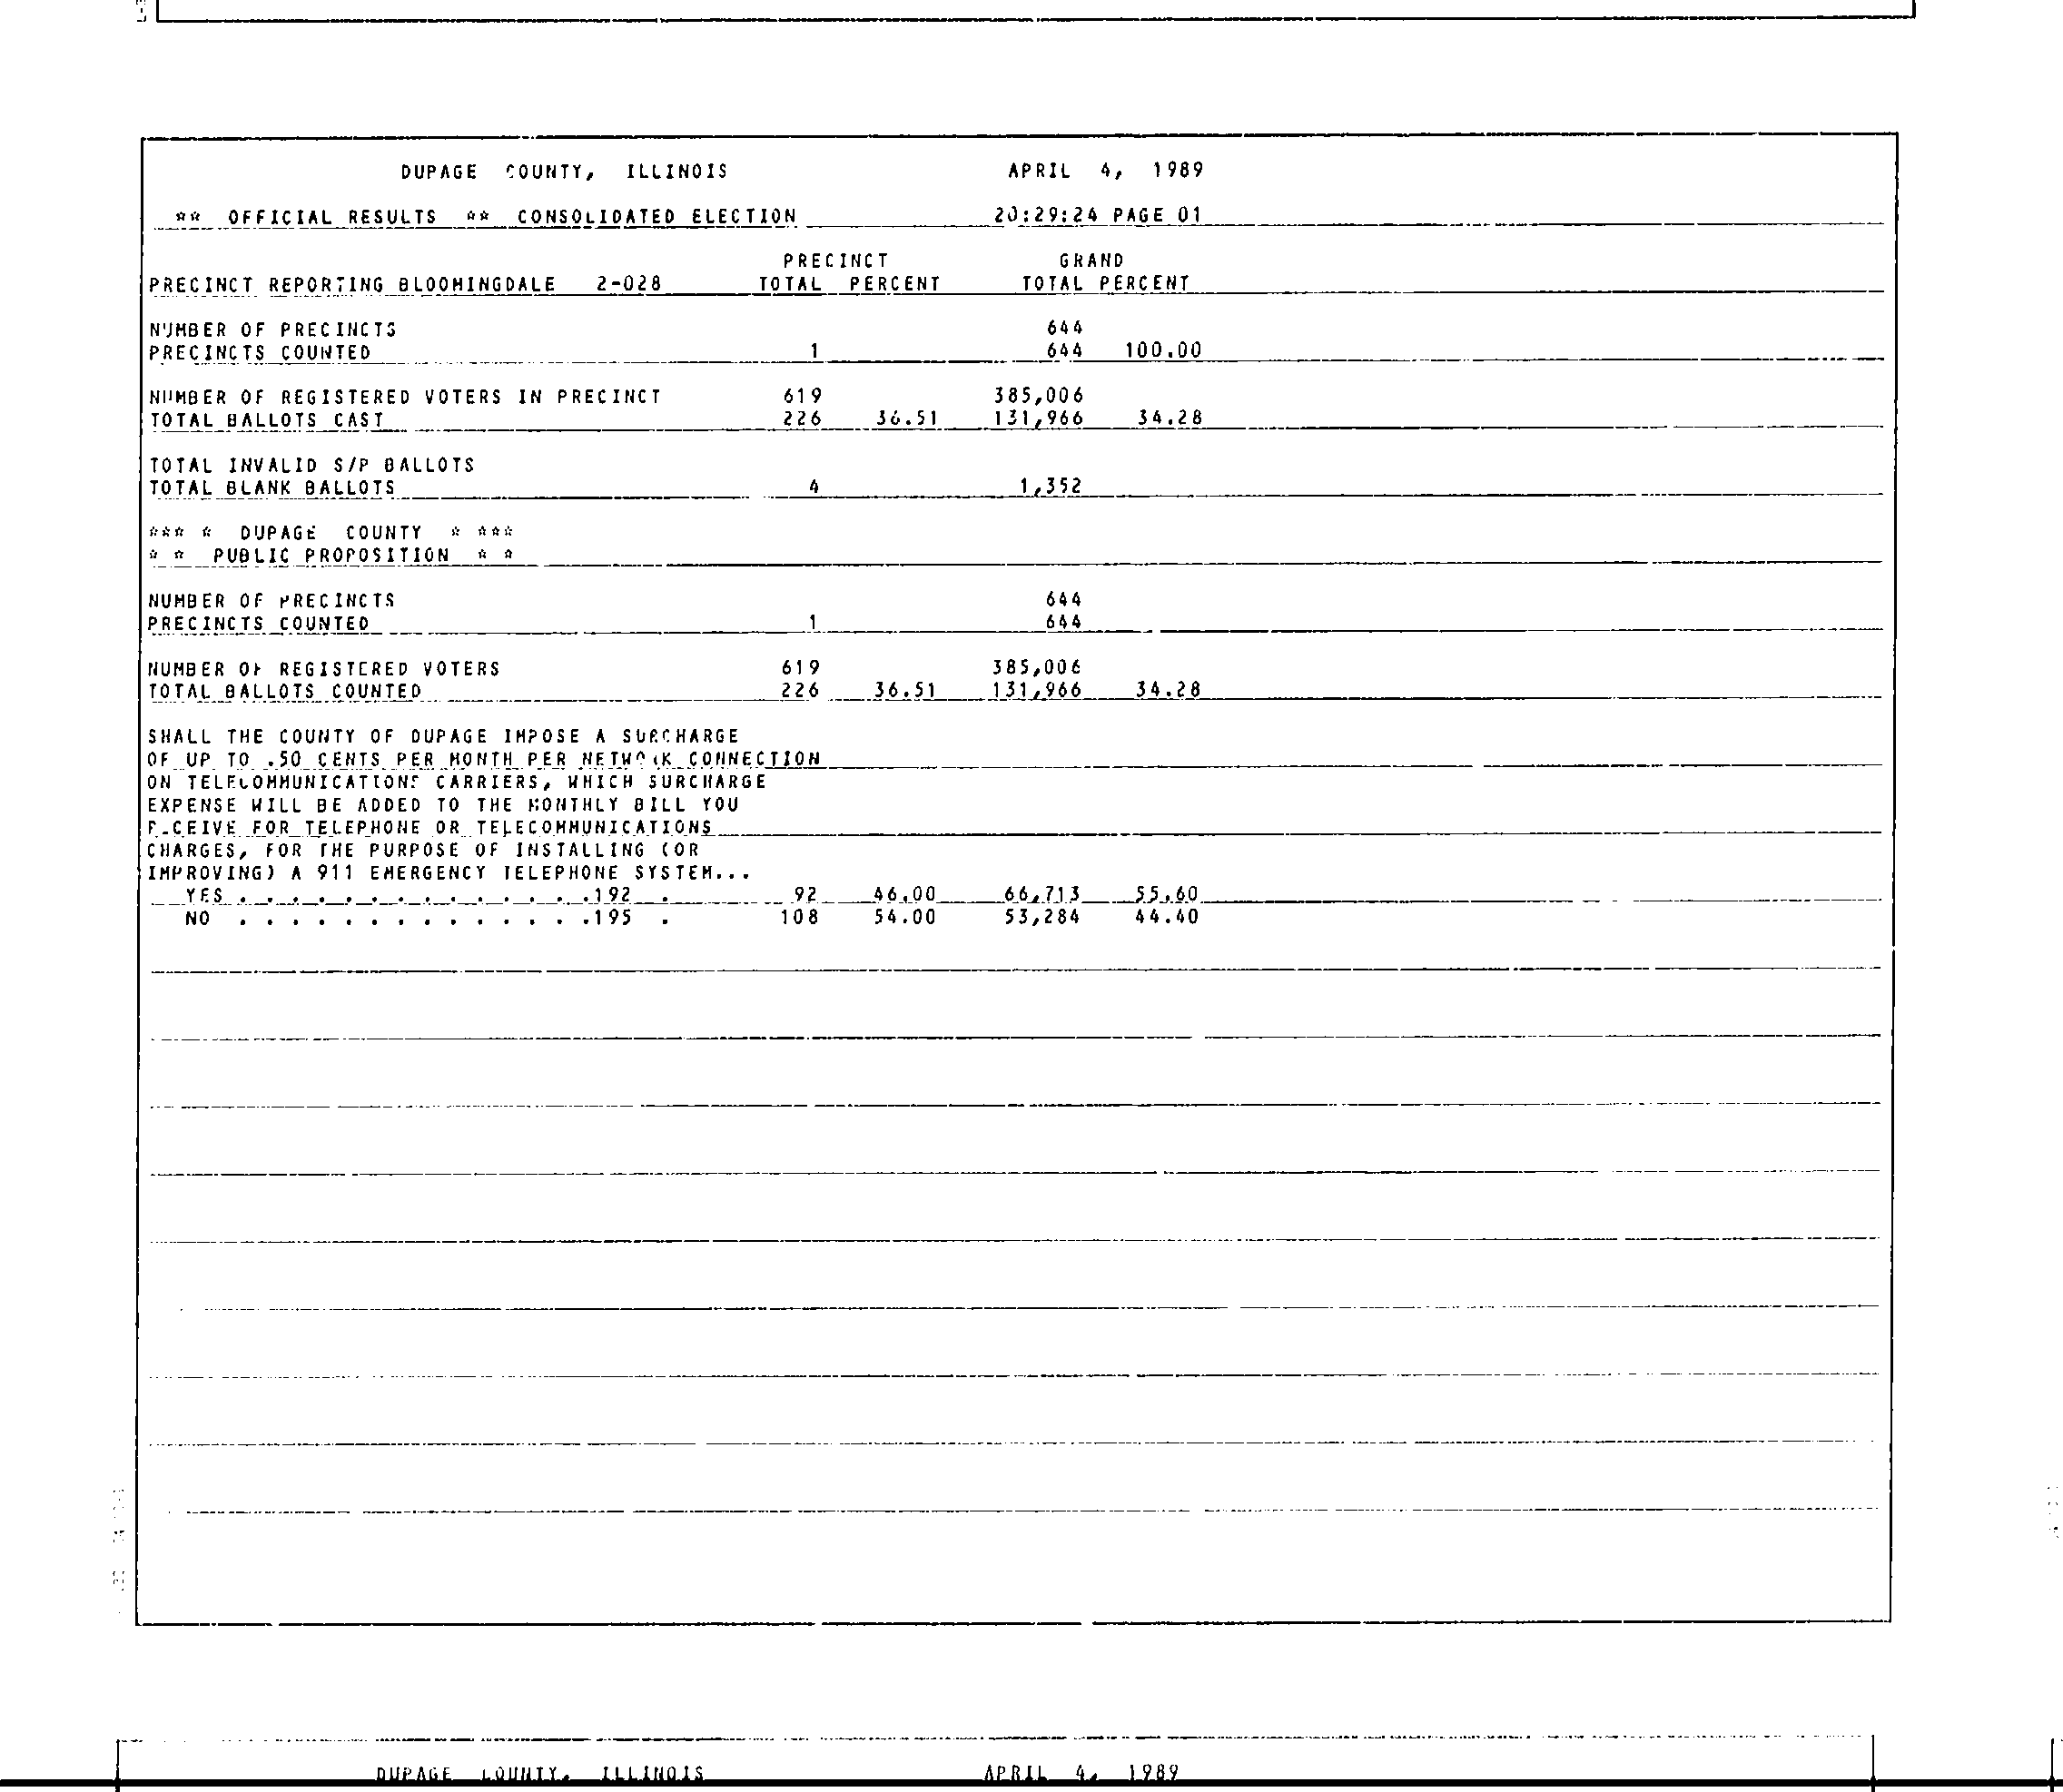 DUPAGE COUNTY, ILLINOIS APRIL 4, 1989
** OFFICIAL RESULTS ** CONSOLIDATED ELECTION 20:29:24 PAGE 01
PRECINCT GRAND
PRECINCT REPORTING BLOOMINGDALE 2-028 TOTAL PERCENT TOTAL PERCENT
NUMBER OF PRECINCTS 644
PRECINCTS COUNTED 1 644 100.00
NUMBER OF REGISTERED VOTERS IN PRECINCT 619 385,006
TOTAL BALLOTS CAST 226 36.51 131,966 34.28
TOTAL INVALID S/P BALLOTS
TOTAL BLANK BALLOTS 4 1,352
*** * DUPAGE COUNTY * ***
* * PUBLIC PROPOSITION * *
NUMBER OF PRECINCTS 644
PRECINCTS COUNTED 1 644
NUMBER OF REGISTERED VOTERS 619 385,006
TOTAL BALLOTS COUNTED 226 36.51 131,966 34.28
SHALL THE COUNTY OF DUPAGE IMPOSE A SURCHARGE
OF UP TO .50 CENTS PER MONTH PER NETWORK CONNECTION
ON TELECOMMUNICATIONS CARRIERS, WHICH SURCHARGE
EXPENSE WILL BE ADDED TO THE MONTHLY BILL YOU
RECEIVE FOR TELEPHONE OR TELECOMMUNICATIONS
CHARGES, FOR THE PURPOSE OF INSTALLING (OR
IMPROVING) A 911 EMERGENCY TELEPHONE SYSTEM...
YES . . . . . . . . . . . . . .192 . 92 46.00 66,713 55.60
NO . . . . . . . . . . . . . .195 . 108 54.00 53,284 44.40
DUPAGE COUNTY, ILLINOIS APRIL 4, 1989